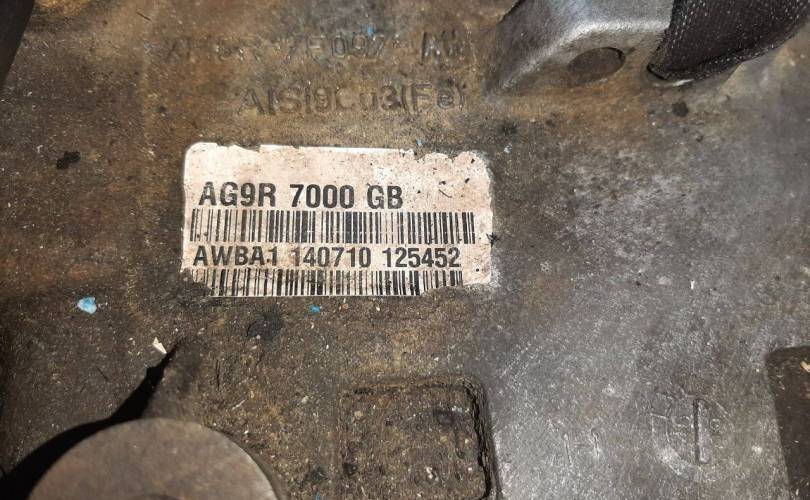 AlSi9Cu3(Fe)
AG9R 7000 GB
AWBA1 140710 125452